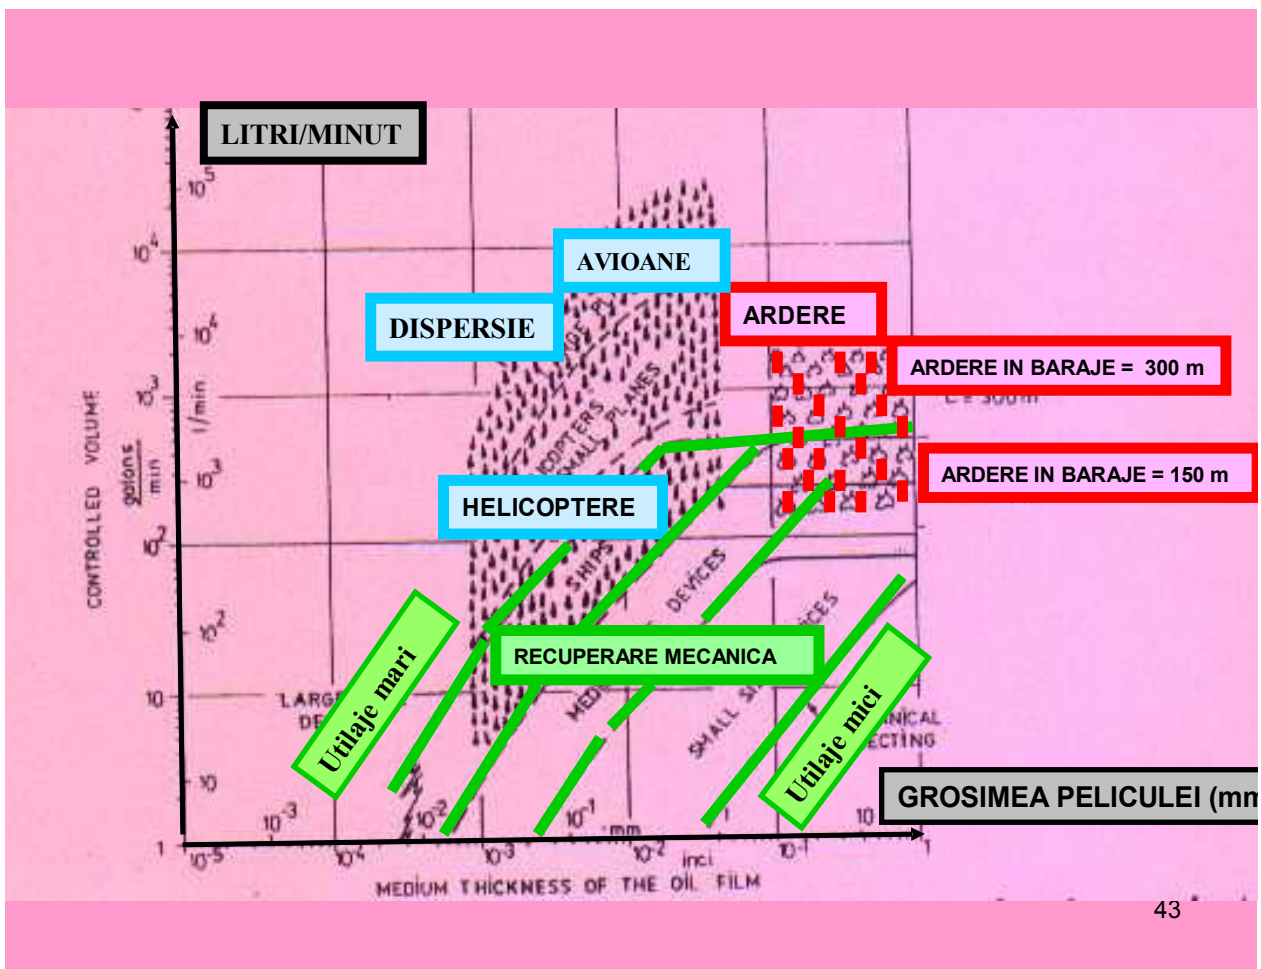 LITRI/MINUT
10⁵
10⁴
AVIOANE
DISPERSIE
10⁴
ARDERE
ARDERE IN BARAJE = 300 m
10³
L = 300 m
SMALL PLANES
CONTROLLED VOLUME
galons
min
l/min
10³
ARDERE IN BARAJE = 150 m
HELICOPTERE
10²
SHIPS
DEVICES
10²
RECUPERARE MECANICA
Utilaje mari
10
Utilaje mici
10
GROSIMEA PELICULEI (mm
10⁻³
10⁻²
10⁻¹
mm
1
10
1
10⁻⁵
10⁻⁴
10⁻³
10⁻²
inci
10⁻¹
1
MEDIUM THICKNESS OF THE OIL FILM
43